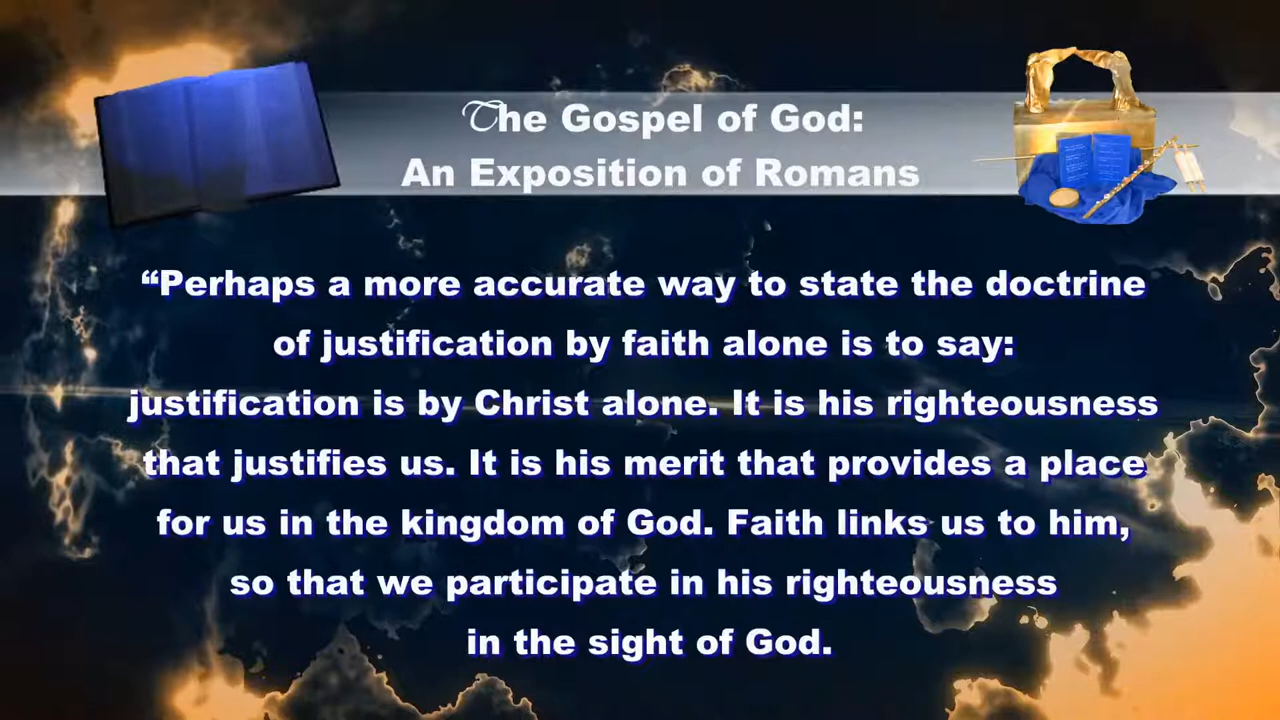 The Gospel of God:
An Exposition of Romans
“Perhaps a more accurate way to state the doctrine
of justification by faith alone is to say:
justification is by Christ alone. It is his righteousness
that justifies us. It is his merit that provides a place
for us in the kingdom of God. Faith links us to him,
so that we participate in his righteousness
in the sight of God.